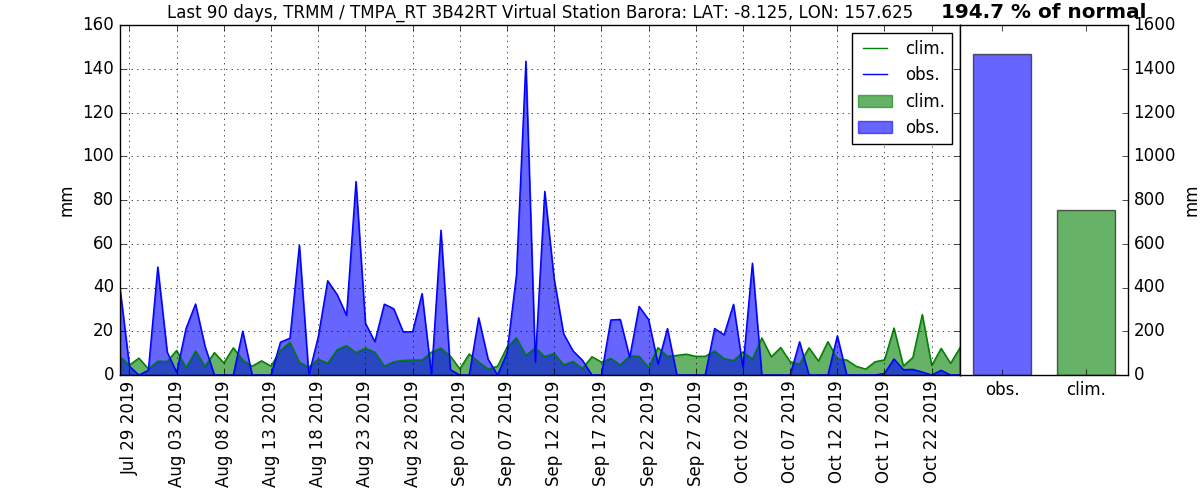 Last 90 days, TRMM / TMPA_RT 3B42RT Virtual Station Barora: LAT: -8.125, LON: 157.625
194.7 % of normal
160
140
120
100
80
60
40
20
0
mm
clim.
obs.
clim.
obs.
Jul 29 2019
Aug 03 2019
Aug 08 2019
Aug 13 2019
Aug 18 2019
Aug 23 2019
Aug 28 2019
Sep 02 2019
Sep 07 2019
Sep 12 2019
Sep 17 2019
Sep 22 2019
Sep 27 2019
Oct 02 2019
Oct 07 2019
Oct 12 2019
Oct 17 2019
Oct 22 2019
1600
1400
1200
1000
800
600
400
200
0
mm
obs.
clim.